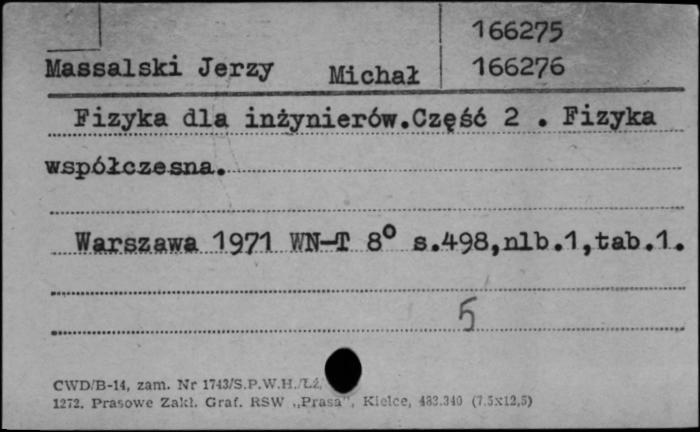 166275
Massalski Jerzy Michał 166276
Fizyka dla inżynierów.Część 2 . Fizyka
współczesna.
Warszawa 1971 WN-T 8° s.498,nlb.1,tab.1.
5
CWD/B-14, zam. Nr 1743/S.P.W.H./Łź,
1272. Prasowe Zakł. Graf. RSW „Prasa”, Kielce, 483.340 (7.5x12,5)